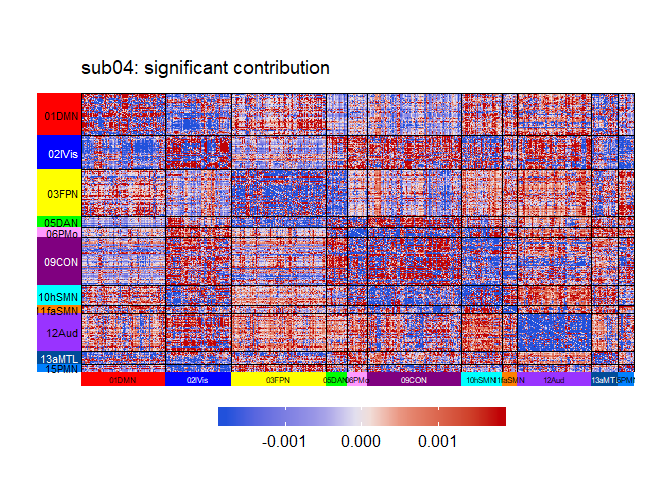 sub04: significant contribution
01DMN
02lVis
03FPN
05DAN
06PMo
09CON
10hSMN
1faSMN
12Aud
13aMTL
15PMN
01DMN 02lVis 03FPN 05DAN 06PMo 09CON 10hSMN 1faSMN 12Aud 13aMTL 5PMN
-0.001 0.000 0.001